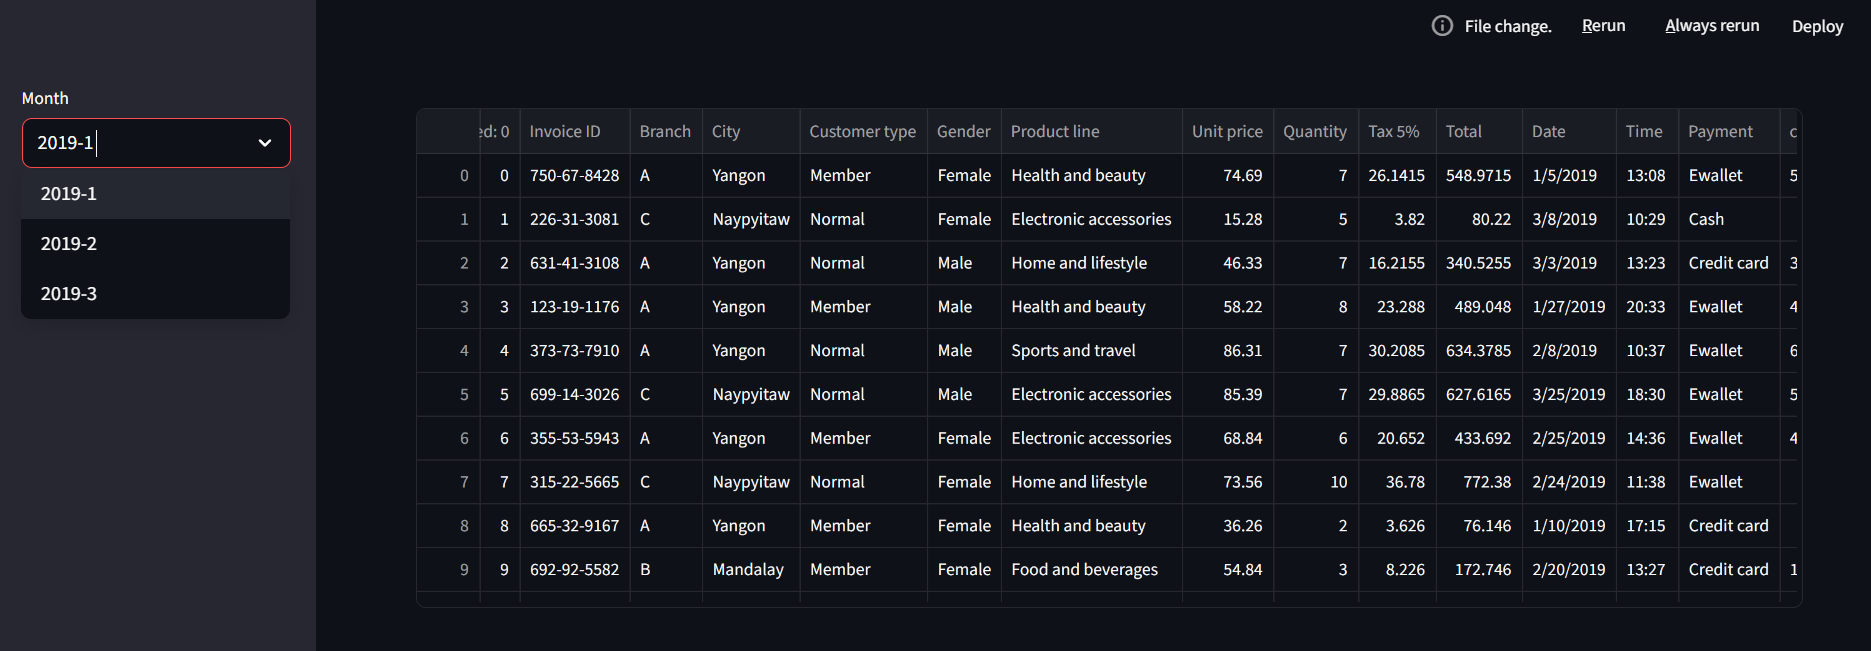 File change. Rerun Always rerun Deploy
Month
2019-1
2019-1
2019-2
2019-3
ed: 0 Invoice ID Branch City Customer type Gender Product line Unit price Quantity Tax 5% Total Date Time Payment c
0 0 750-67-8428 A Yangon Member Female Health and beauty 74.69 7 26.1415 548.9715 1/5/2019 13:08 Ewallet 5
1 1 226-31-3081 C Naypyitaw Normal Female Electronic accessories 15.28 5 3.82 80.22 3/8/2019 10:29 Cash
2 2 631-41-3108 A Yangon Normal Male Home and lifestyle 46.33 7 16.2155 340.5255 3/3/2019 13:23 Credit card 3
3 3 123-19-1176 A Yangon Member Male Health and beauty 58.22 8 23.288 489.048 1/27/2019 20:33 Ewallet 4
4 4 373-73-7910 A Yangon Normal Male Sports and travel 86.31 7 30.2085 634.3785 2/8/2019 10:37 Ewallet 6
5 5 699-14-3026 C Naypyitaw Normal Male Electronic accessories 85.39 7 29.8865 627.6165 3/25/2019 18:30 Ewallet 5
6 6 355-53-5943 A Yangon Member Female Electronic accessories 68.84 6 20.652 433.692 2/25/2019 14:36 Ewallet 4
7 7 315-22-5665 C Naypyitaw Normal Female Home and lifestyle 73.56 10 36.78 772.38 2/24/2019 11:38 Ewallet
8 8 665-32-9167 A Yangon Member Female Health and beauty 36.26 2 3.626 76.146 1/10/2019 17:15 Credit card
9 9 692-92-5582 B Mandalay Member Female Food and beverages 54.84 3 8.226 172.746 2/20/2019 13:27 Credit card 1